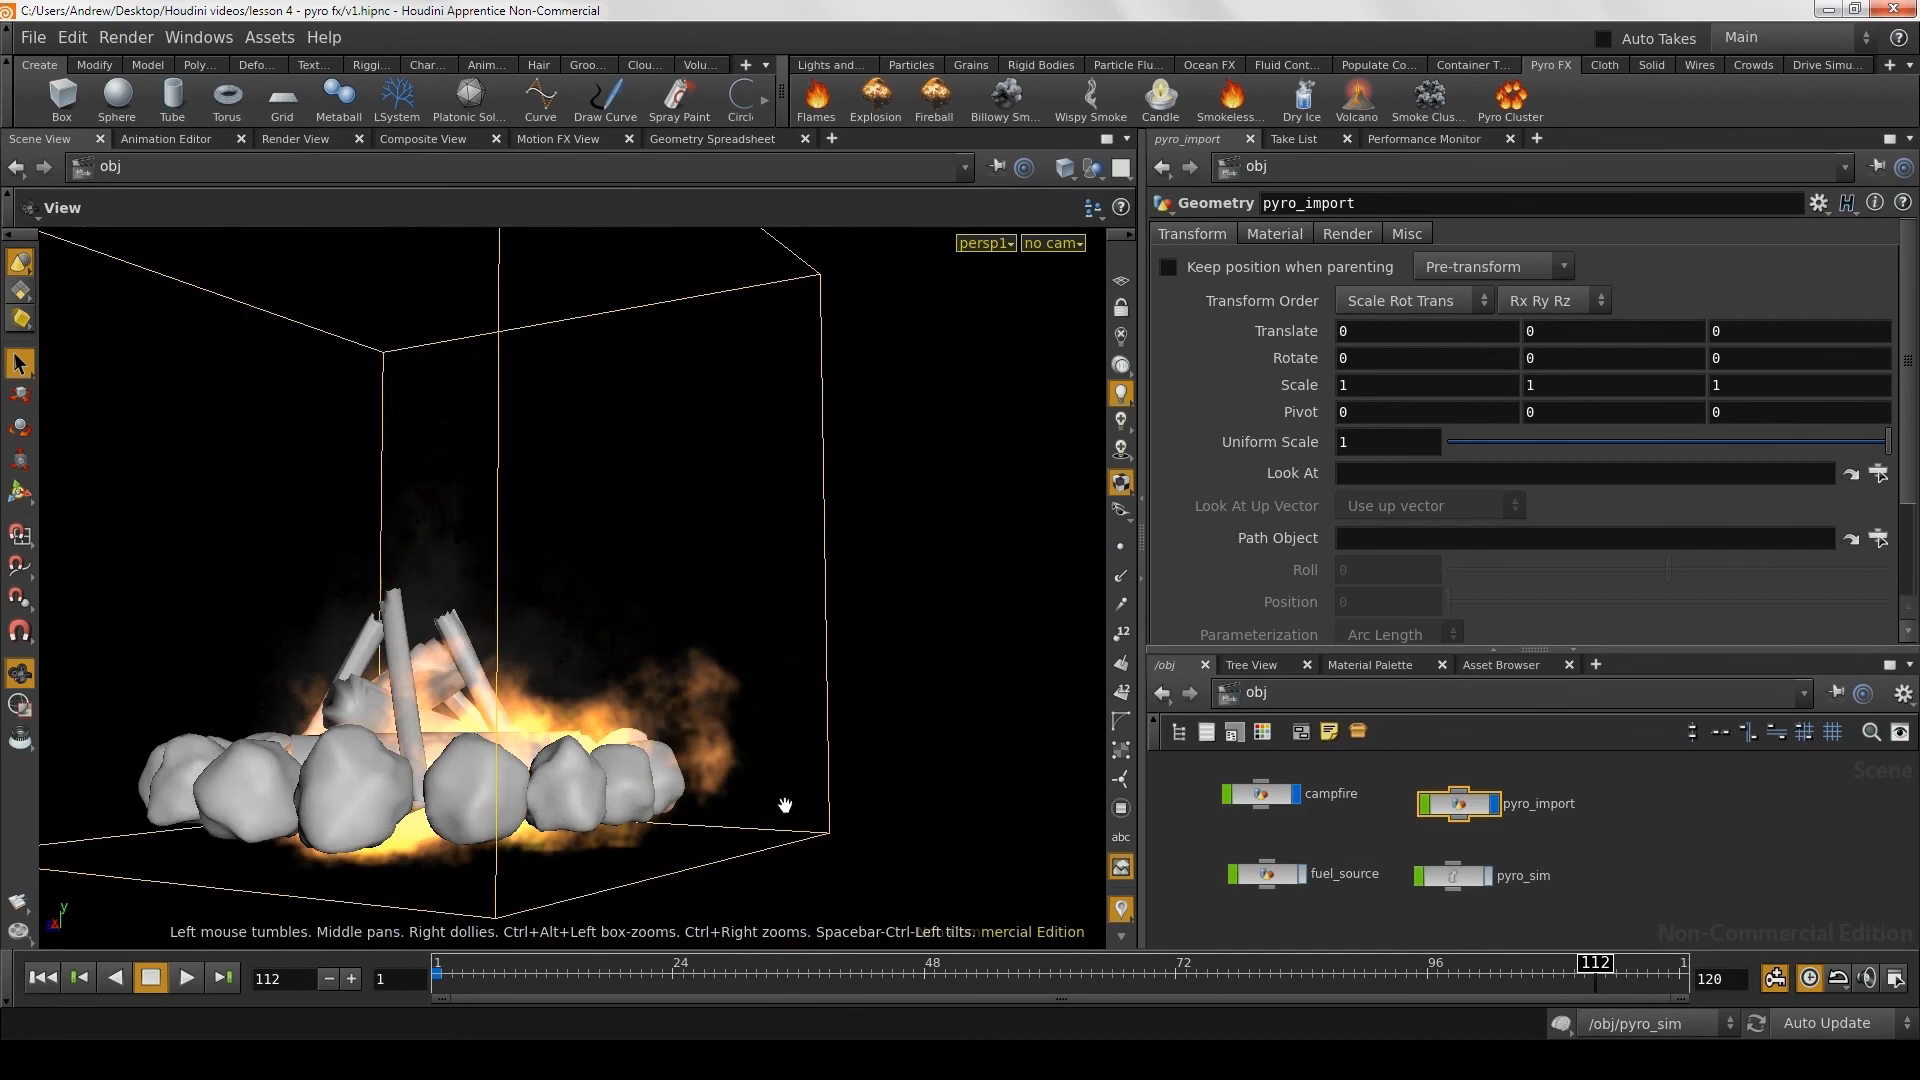 C:/Users/Andrew/Desktop/Houdini videos/lesson 4 - pyro fx/v1.hipnc - Houdini Apprentice Non-Commercial
File Edit Render Windows Assets Help
Auto Takes Main
Create Modify Model Poly... Defo... Text... Riggi... Char... Anim... Hair Groo... Clou... Volu...
Lights and... Particles Grains Rigid Bodies Particle Flu... Ocean FX Fluid Cont... Populate Co... Container T... Pyro FX Cloth Solid Wires Crowds Drive Simu...
Box Sphere Tube Torus Grid Metaball LSystem Platonic Sol... Curve Draw Curve Spray Paint Circl
Flames Explosion Fireball Billowy Sm... Wispy Smoke Candle Smokeless... Dry Ice Volcano Smoke Clus... Pyro Cluster
Scene View Animation Editor Render View Composite View Motion FX View Geometry Spreadsheet
pyro_import Take List Performance Monitor
obj
obj
View
Geometry pyro_import
persp1 no cam
Transform Material Render Misc
Keep position when parenting Pre-transform
Transform Order Scale Rot Trans Rx Ry Rz
Translate 0 0 0
Rotate 0 0 0
Scale 1 1 1
Pivot 0 0 0
Uniform Scale 1
Look At
Look At Up Vector Use up vector
Path Object
Roll 0
Position 0
Parameterization Arc Length
12
12
abc
/obj Tree View Material Palette Asset Browser
obj
Scene
campfire
pyro_import
fuel_source
pyro_sim
Non-Commercial Edition
y
x
Left mouse tumbles. Middle pans. Right dollies. Ctrl+Alt+Left box-zooms. Ctrl+Right zooms. Spacebar-Ctrl-Left tilts. mmercial Edition
112 1 1 24 48 72 96 112 1 120
/obj/pyro_sim Auto Update